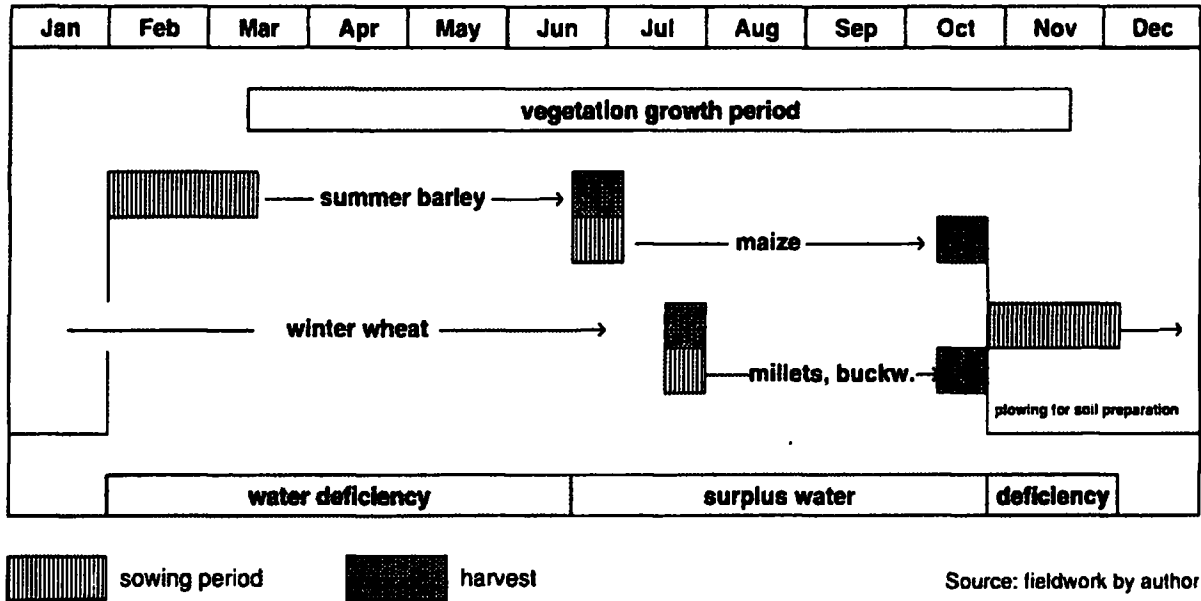 Jan Feb Mar Apr May Jun Jul Aug Sep Oct Nov Dec
vegetation growth period
summer barley
maize
winter wheat
millets, buckw.
plowing for soil preparation
water deficiency surplus water deficiency
sowing period harvest Source: fieldwork by author